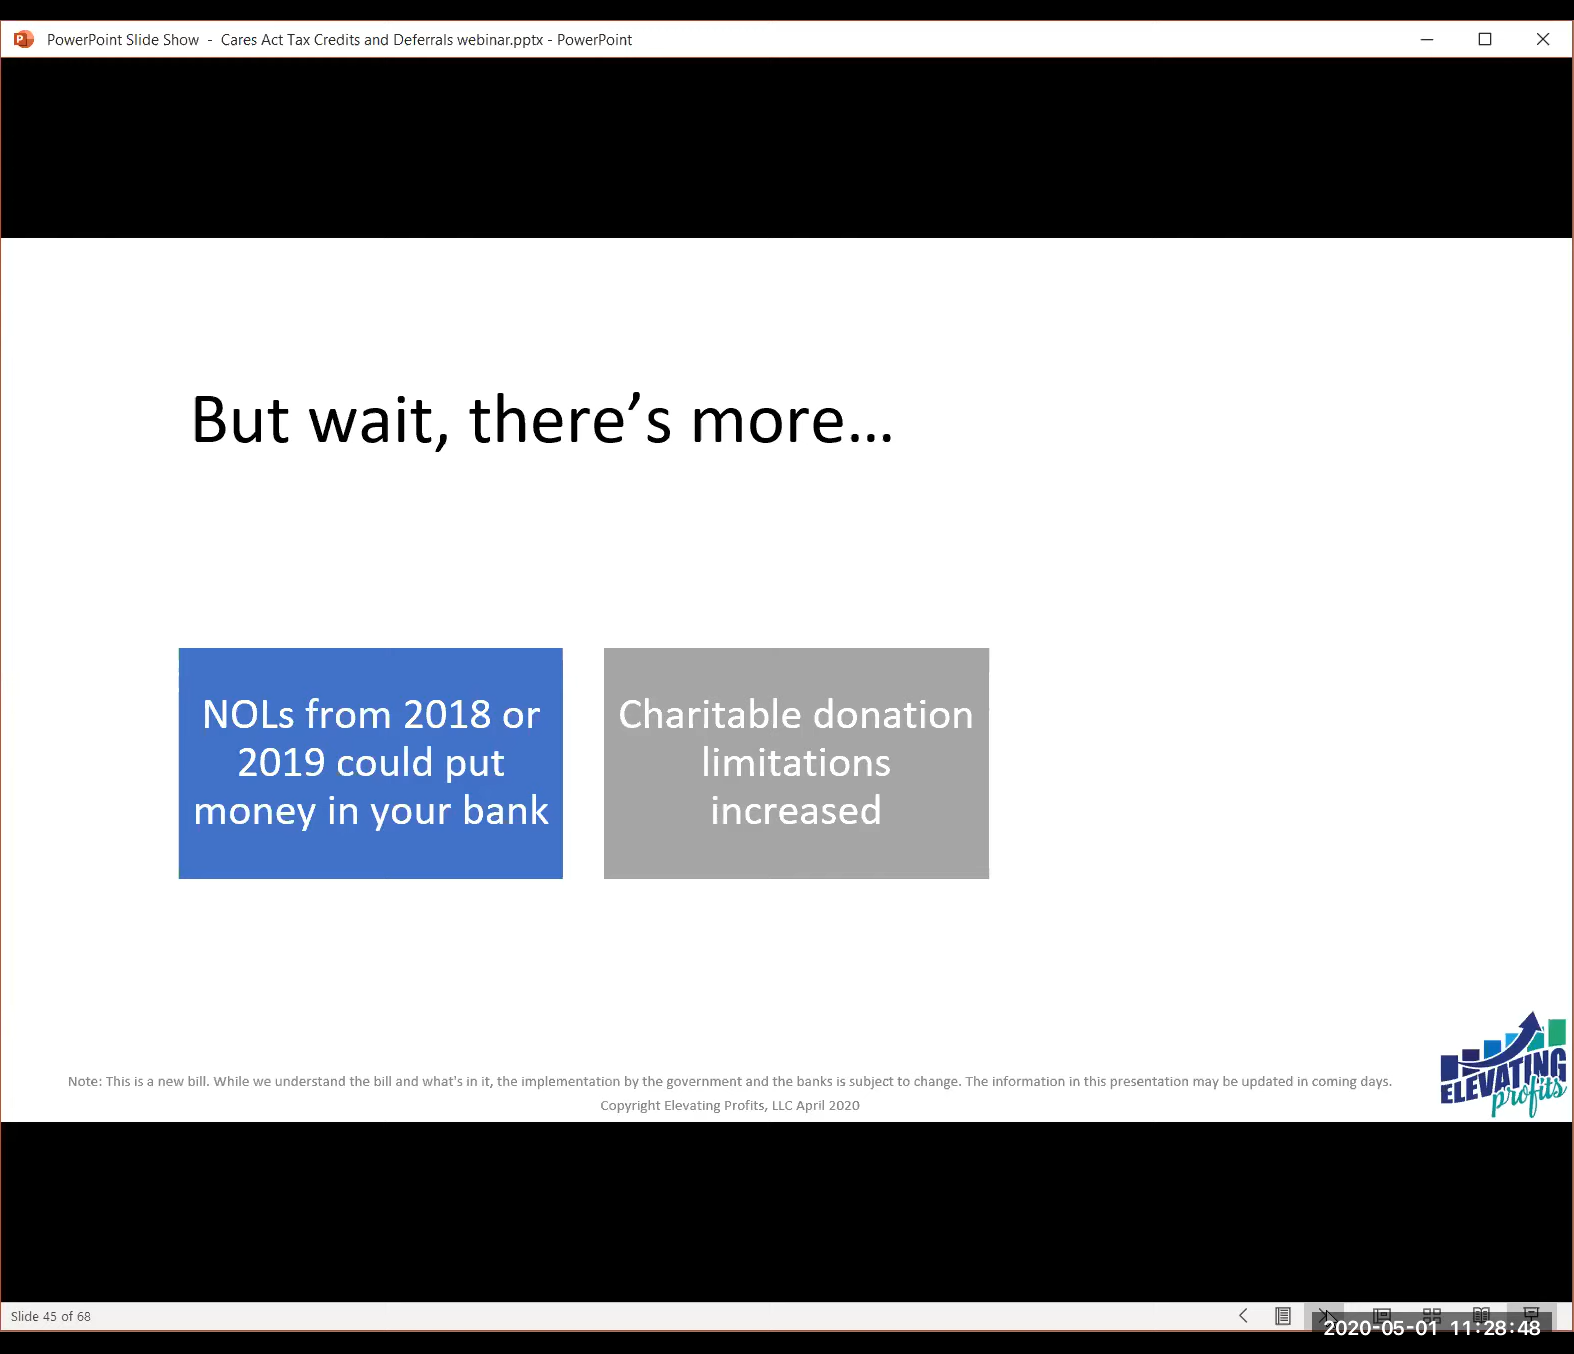 PowerPoint Slide Show - Cares Act Tax Credits and Deferrals webinar.pptx - PowerPoint
But wait, there’s more...
NOLs from 2018 or
2019 could put
money in your bank
Charitable donation
limitations
increased
Note: This is a new bill. While we understand the bill and what's in it, the implementation by the government and the banks is subject to change. The information in this presentation may be updated in coming days.
Copyright Elevating Profits, LLC April 2020
ELEVATING
profits
Slide 45 of 68
2020-05-01 11:28:48